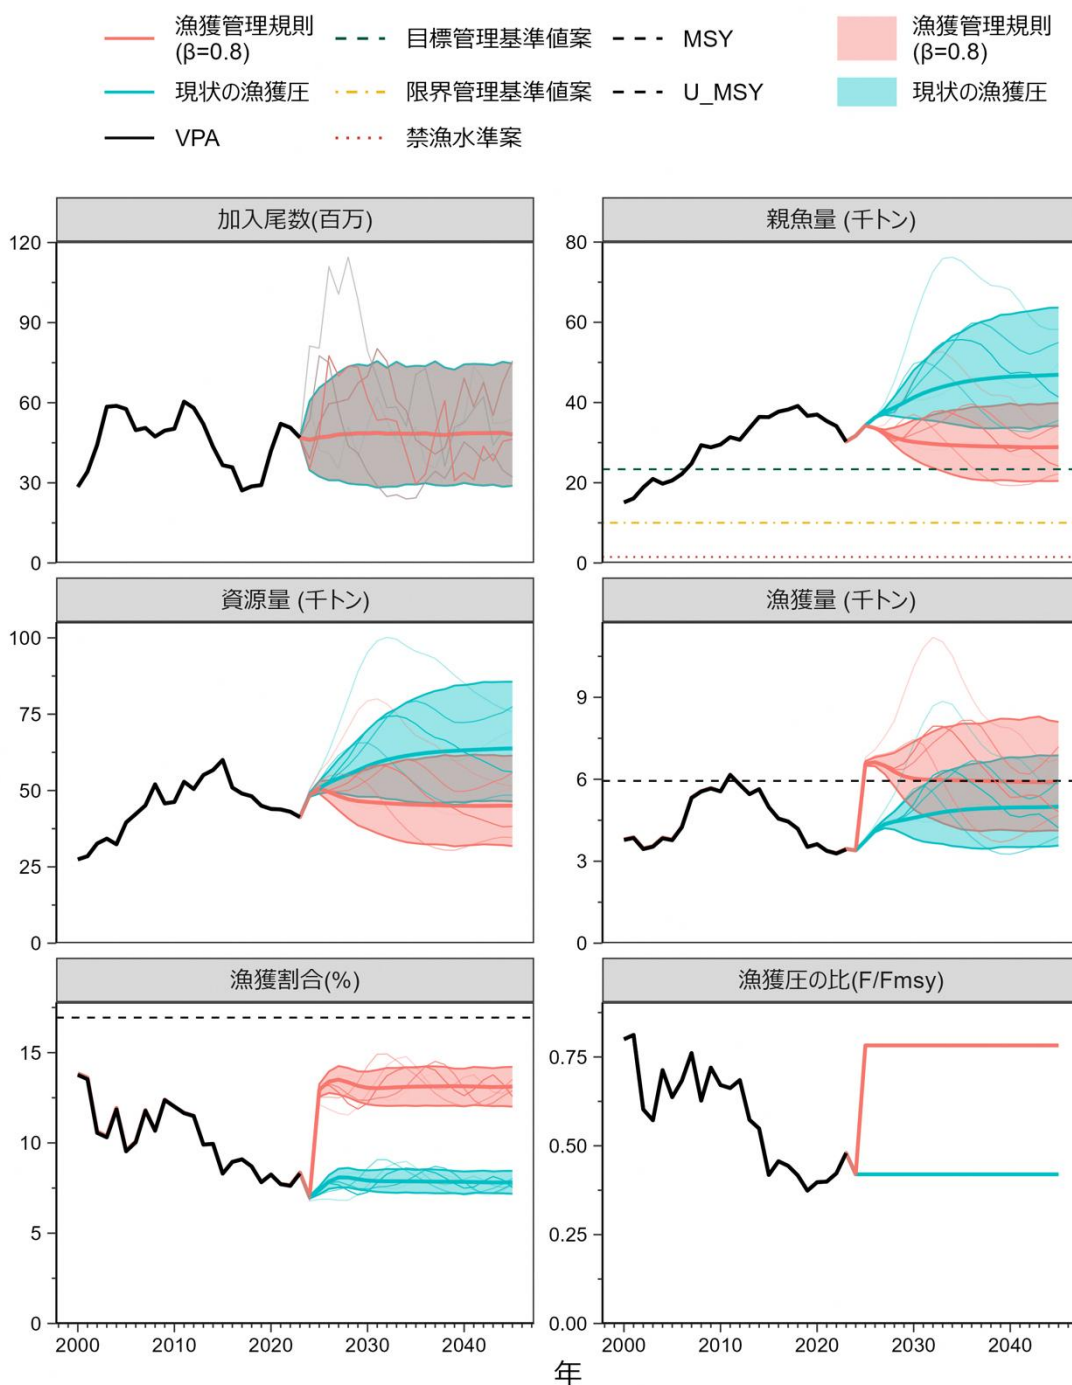 漁獲管理規則
(β=0.8)
目標管理基準値案
MSY
漁獲管理規則
(β=0.8)
現状の漁獲圧
限界管理基準値案
U_MSY
現状の漁獲圧
VPA
禁漁水準案
加入尾数(百万)
120
90
60
30
0
親魚量 (千トン)
80
60
40
20
0
資源量 (千トン)
100
75
50
25
0
漁獲量 (千トン)
9
6
3
0
漁獲割合(%)
15
10
5
0
2000 2010 2020 2030 2040
漁獲圧の比(F/Fmsy)
0.75
0.50
0.25
0.00
2000 2010 2020 2030 2040
年